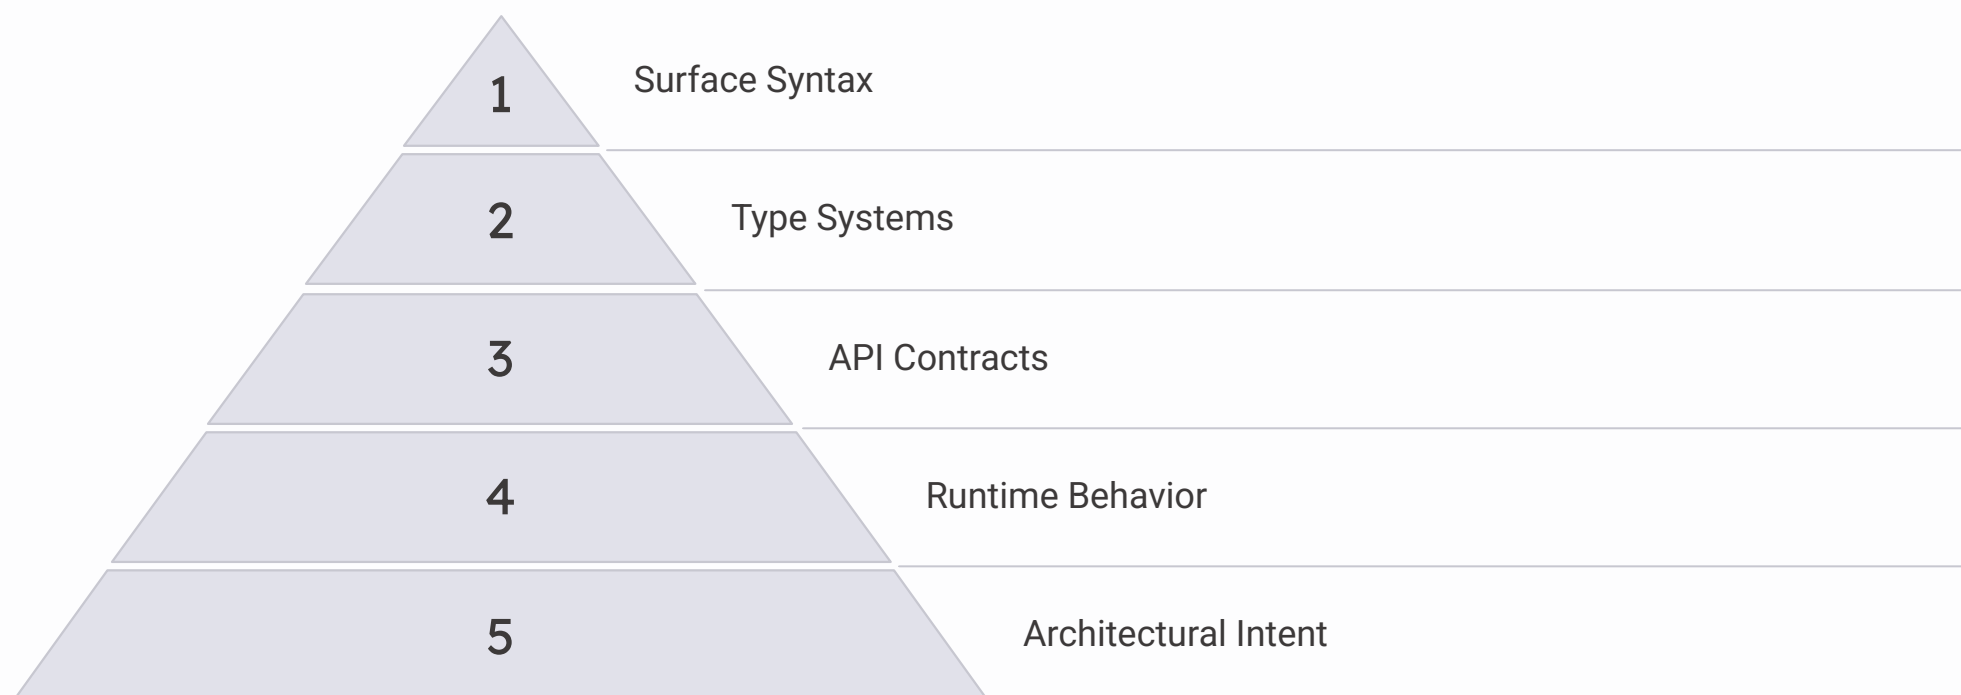 1
Surface Syntax
2
Type Systems
3
API Contracts
4
Runtime Behavior
5
Architectural Intent